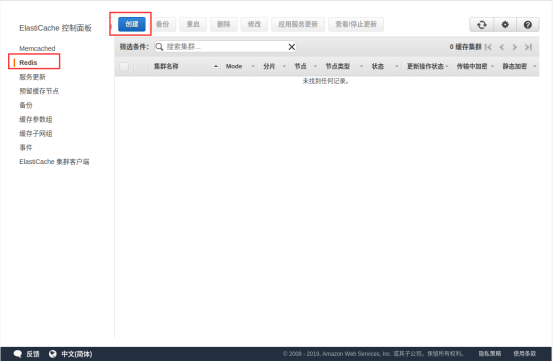 ElastiCache 控制面板
Memcached
Redis
服务更新
预留缓存节点
备份
缓存参数组
缓存子网组
事件
ElastiCache 集群客户端
创建 备份 重启 删除 修改 应用服务更新 查看/停止更新
筛选条件: 搜索集群... 0 缓存集群
集群名称 Mode 分片 节点 节点类型 状态 更新操作状态 传输中加密 静态加密
未找到任何记录。
反馈 中文(简体) © 2008 - 2019, Amazon Web Services, Inc. 或其子公司。保留所有权利。 隐私策略 使用条款